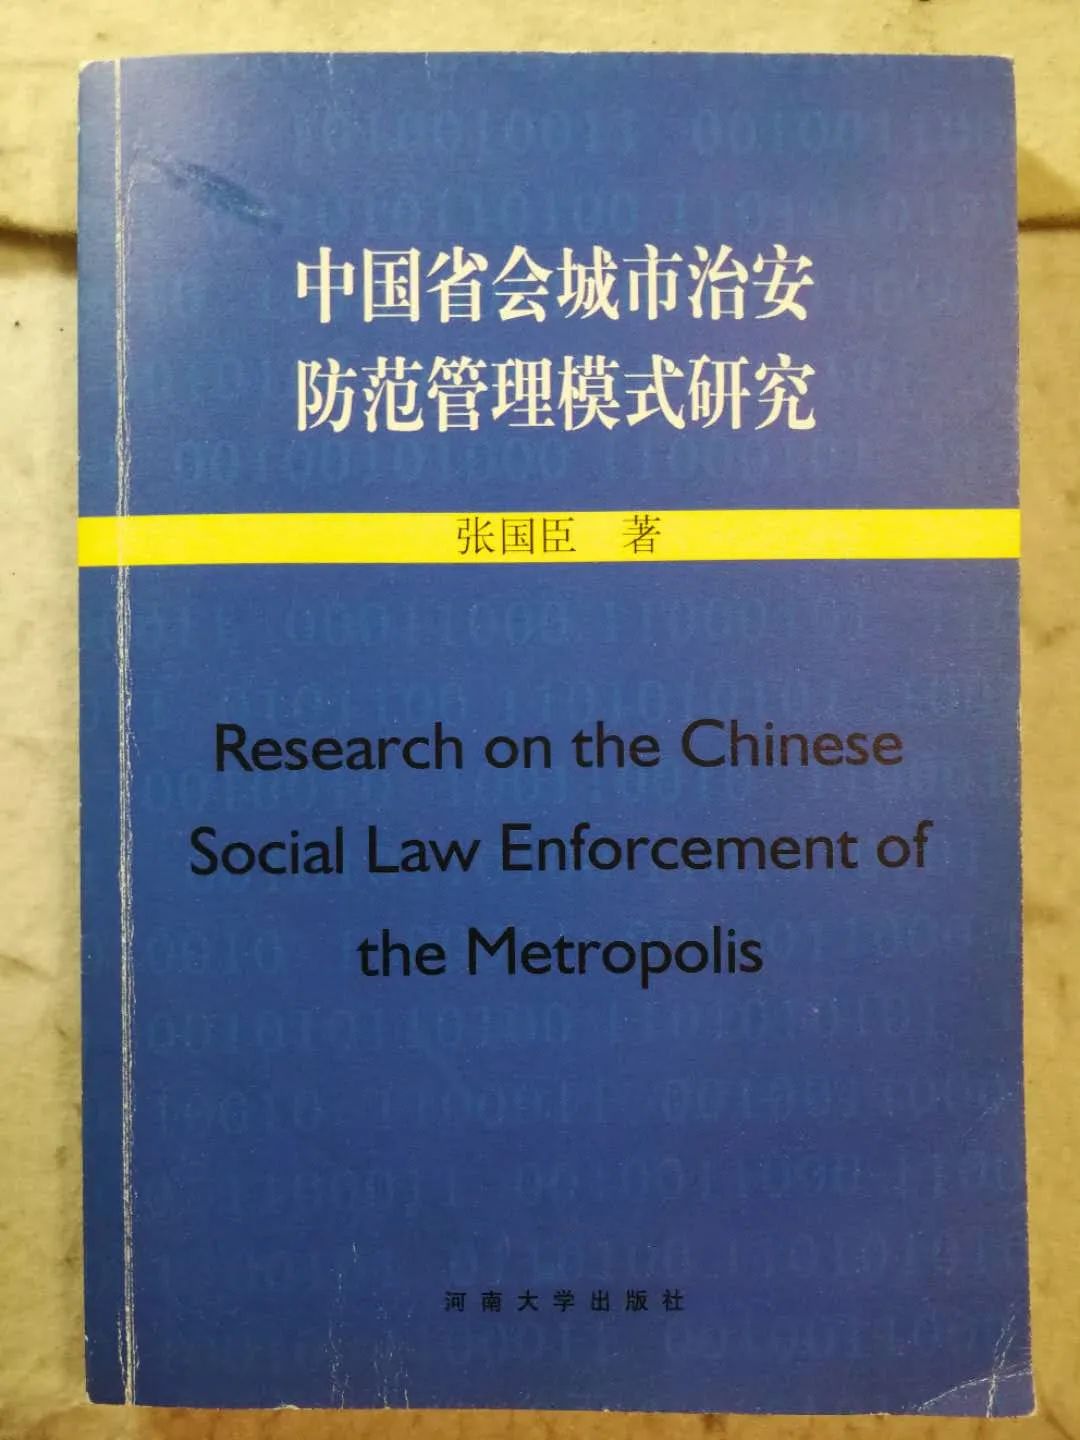 中国省会城市治安
防范管理模式研究
张国臣 著
Research on the Chinese
Social Law Enforcement of
the Metropolis
河南大学出版社